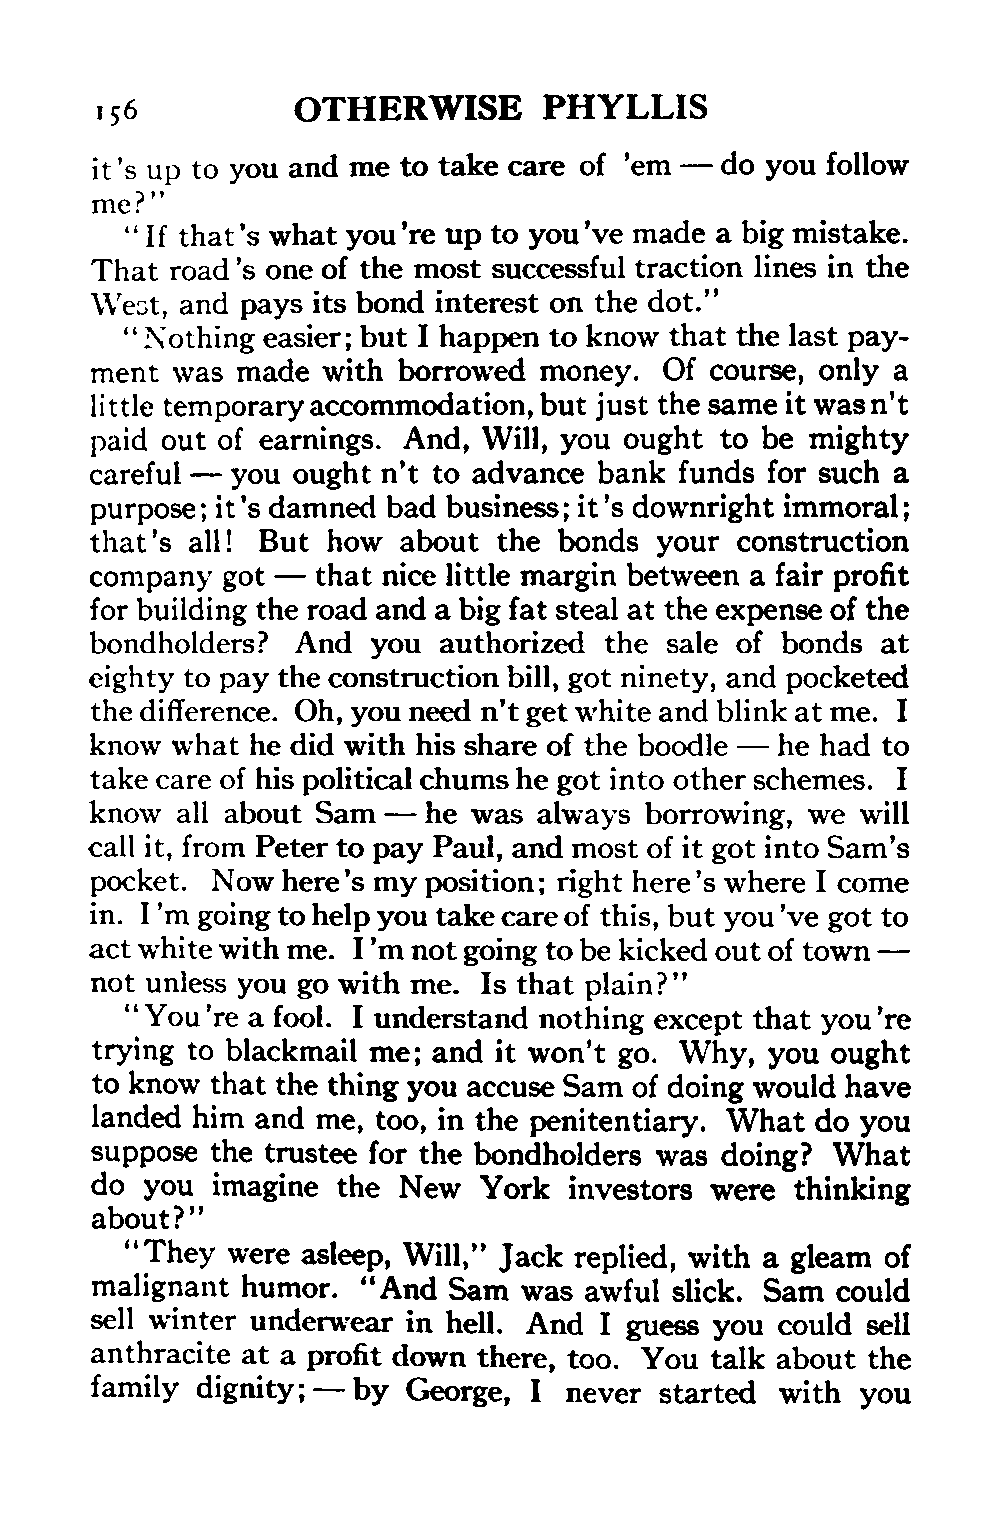 156 OTHERWISE PHYLLIS
it's up to you and me to take care of 'em — do you follow
me?"
"If that's what you're up to you've made a big mistake.
That road's one of the most successful traction lines in the
West, and pays its bond interest on the dot."
"Nothing easier; but I happen to know that the last pay-
ment was made with borrowed money. Of course, only a
little temporary accommodation, but just the same it was n't
paid out of earnings. And, Will, you ought to be mighty
careful — you ought n't to advance bank funds for such a
purpose; it's damned bad business; it's downright immoral;
that's all! But how about the bonds your construction
company got — that nice little margin between a fair profit
for building the road and a big fat steal at the expense of the
bondholders? And you authorized the sale of bonds at
eighty to pay the construction bill, got ninety, and pocketed
the difference. Oh, you need n't get white and blink at me. I
know what he did with his share of the boodle — he had to
take care of his political chums he got into other schemes. I
know all about Sam — he was always borrowing, we will
call it, from Peter to pay Paul, and most of it got into Sam's
pocket. Now here's my position; right here's where I come
in. I'm going to help you take care of this, but you've got to
act white with me. I'm not going to be kicked out of town —
not unless you go with me. Is that plain?"
"You're a fool. I understand nothing except that you're
trying to blackmail me; and it won't go. Why, you ought
to know that the thing you accuse Sam of doing would have
landed him and me, too, in the penitentiary. What do you
suppose the trustee for the bondholders was doing? What
do you imagine the New York investors were thinking
about?"
"They were asleep, Will," Jack replied, with a gleam of
malignant humor. "And Sam was awful slick. Sam could
sell winter underwear in hell. And I guess you could sell
anthracite at a profit down there, too. You talk about the
family dignity; — by George, I never started with you